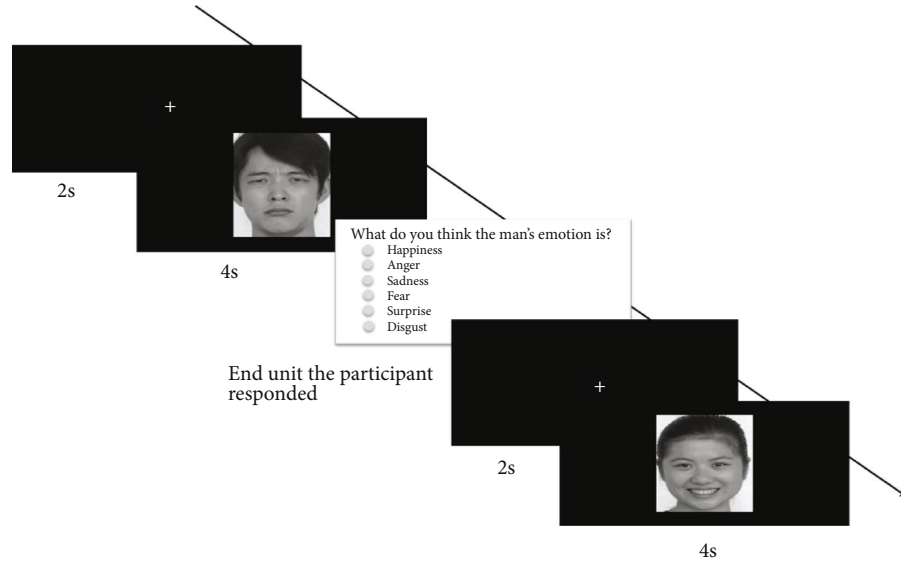 +
2s
4s
What do you think the man's emotion is?
Happiness
Anger
Sadness
Fear
Surprise
Disgust
End unit the participant
responded
+
2s
4s